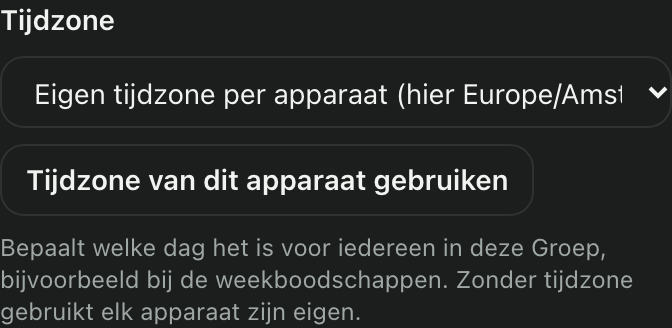 Tijdzone
Eigen tijdzone per apparaat (hier Europe/Amst
Tijdzone van dit apparaat gebruiken
Bepaalt welke dag het is voor iedereen in deze Groep,
bijvoorbeeld bij de weekboodschappen. Zonder tijdzone
gebruikt elk apparaat zijn eigen.